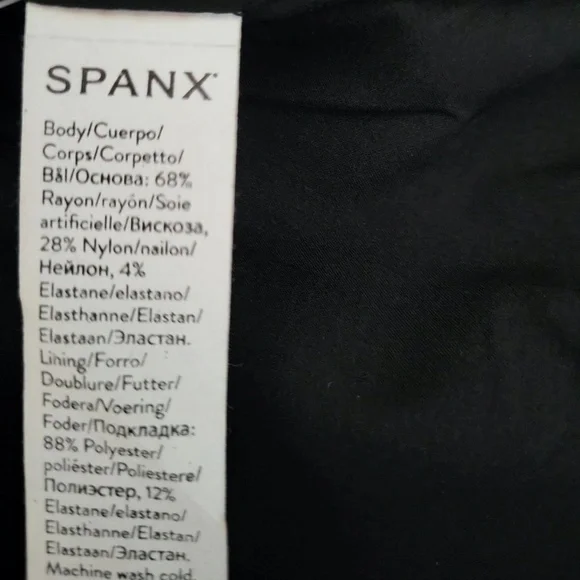 SPANX
Body/Cuerpo/
Corps/Corpetto/
Bål/Основа: 68%
Rayon/rayón/Soie
artificielle/Вискоза,
28% Nylon/nailon/
Нейлон, 4%
Elastane/elastano/
Elasthanne/Elastan/
Elastaan/Эластан.
Lining/Forro/
Doublure/Futter/
Fodera/Voering/
Foder/Подкладка:
88% Polyester/
poliéster/Poliestere/
Полиэстер, 12%
Elastane/elastano/
Elasthanne/Elastan/
Elastaan/Эластан.
Machine wash cold,